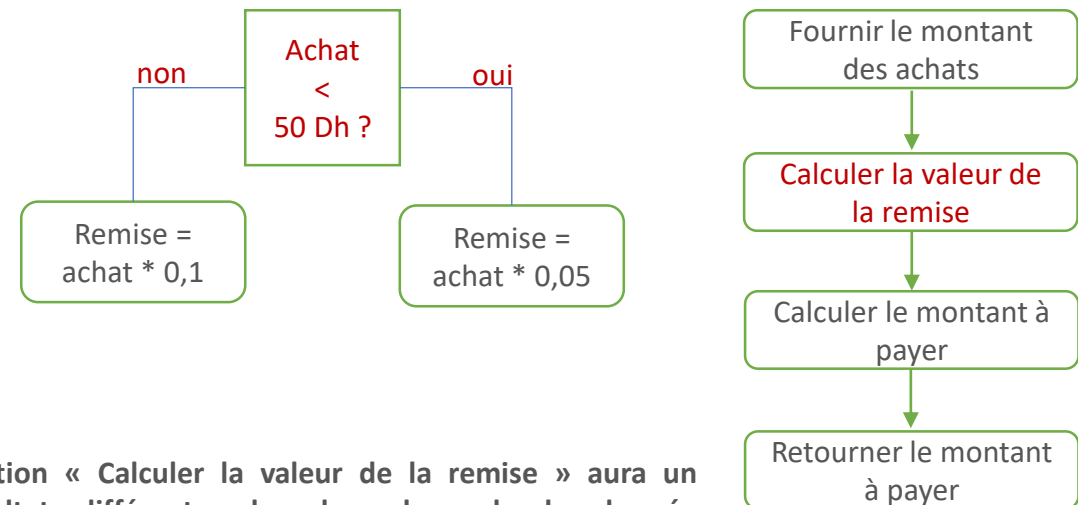 non
Achat
<
50 Dh ?
oui
Remise =
achat * 0,1
Remise =
achat * 0,05
Fournir le montant
des achats
Calculer la valeur de
la remise
Calculer le montant à
payer
Retourner le montant
à payer
« Calculer la valeur de la remise » aura un